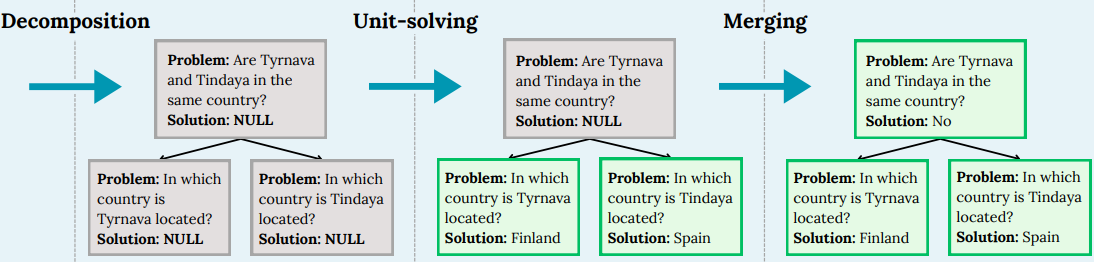 Decomposition
Problem: Are Tyrnava
and Tindaya in the
same country?
Solution: NULL
Problem: In which
country is
Tyrnava located?
Solution: NULL
Problem: In which
country is Tindaya
located?
Solution: NULL
Unit-solving
Problem: Are Tyrnava
and Tindaya in the
same country?
Solution: NULL
Problem: In which
country is Tyrnava
located?
Solution: Finland
Problem: In which
country is Tindaya
located?
Solution: Spain
Merging
Problem: Are Tyrnava
and Tindaya in the
same country?
Solution: No
Problem: In which
country is Tyrnava
located?
Solution: Finland
Problem: In which
country is Tindaya
located?
Solution: Spain